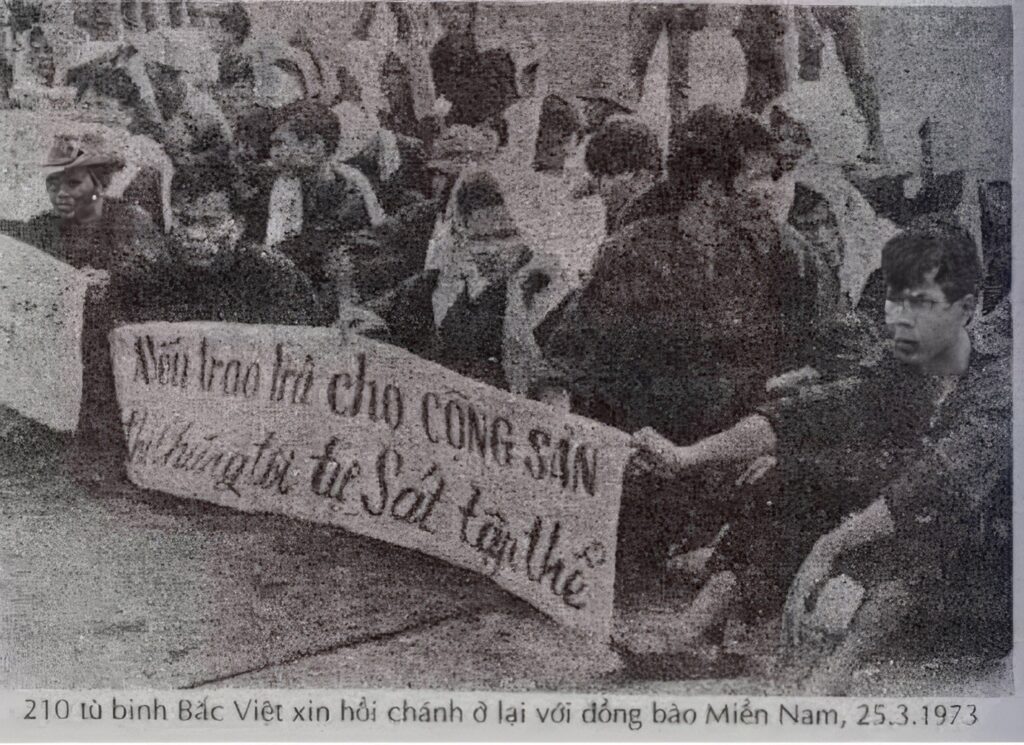 Nếu trao trả cho CỘNG SẢN
thì chúng tôi tự Sát tập thể
210 tù binh Bắc Việt xin hồi chánh ở lại với đồng bào Miền Nam, 25.3.1973